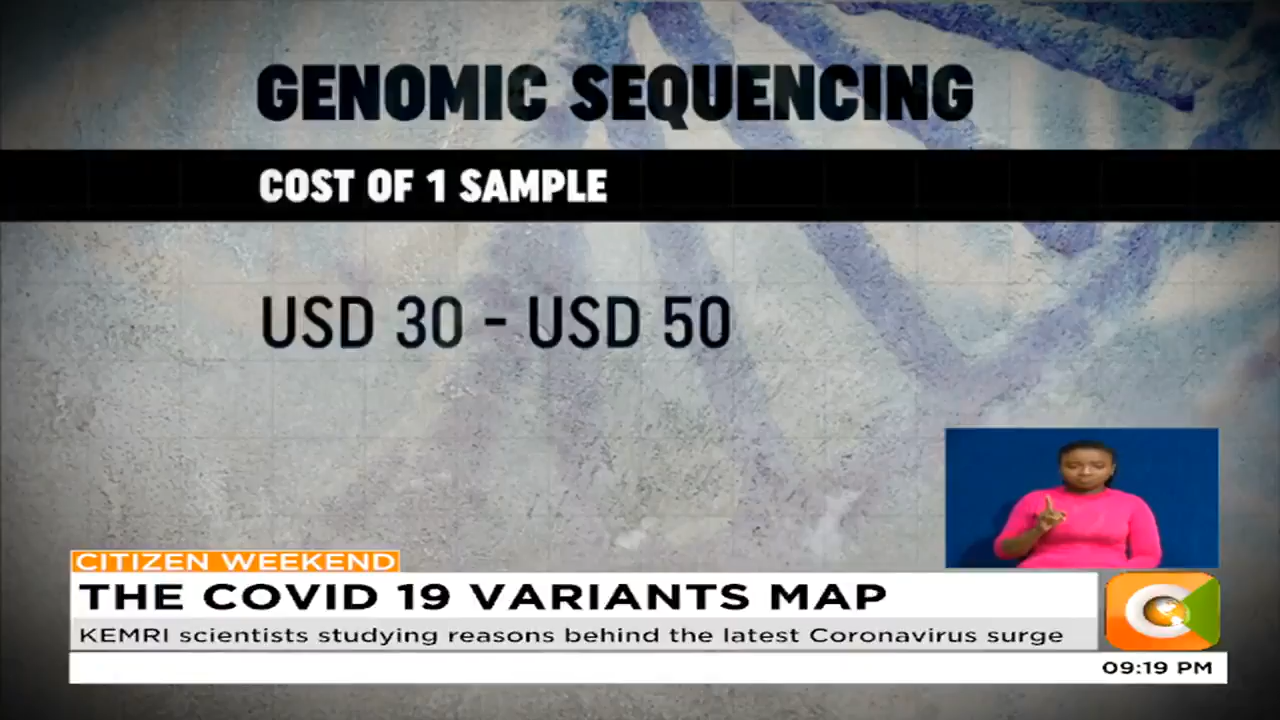 GENOMIC SEQUENCING
COST OF 1 SAMPLE
USD 30 - USD 50
CITIZEN WEEKEND
THE COVID 19 VARIANTS MAP
KEMRI scientists studying reasons behind the latest Coronavirus surge
09:19 PM